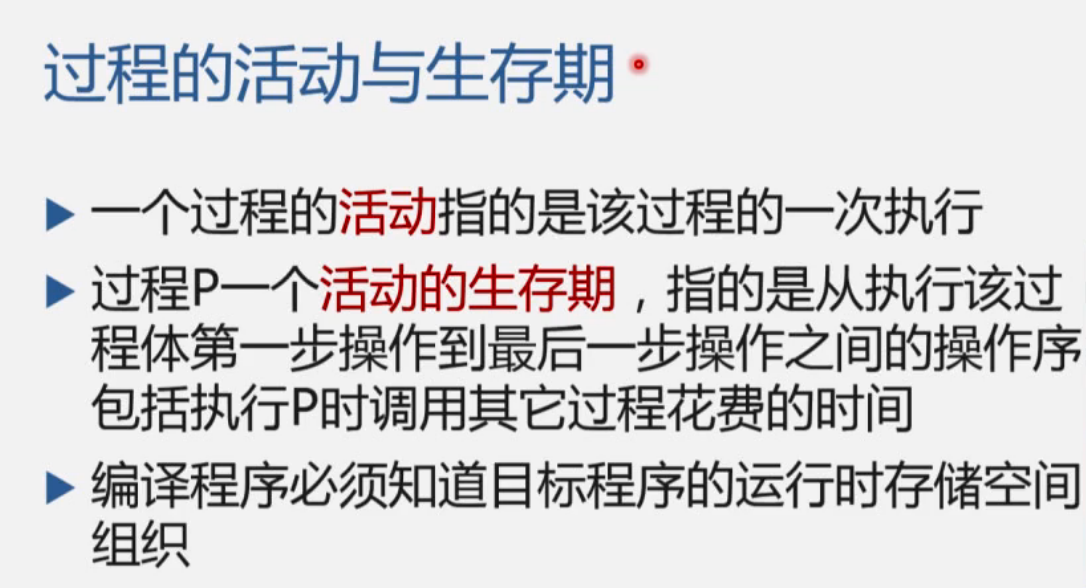 过程的活动与生存期
一个过程的活动指的是该过程的一次执行
过程P一个活动的生存期，指的是从执行该过
程体第一步操作到最后一步操作之间的操作序
包括执行P时调用其它过程花费的时间
编译程序必须知道目标程序的运行时存储空间
组织